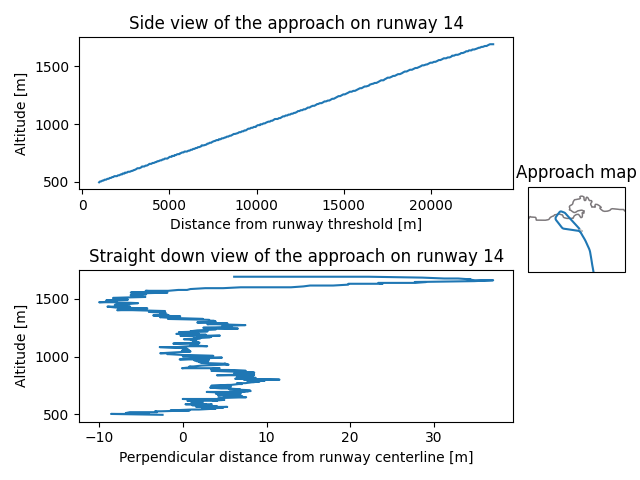 Side view of the approach on runway 14
1500
1000
500
Altitude [m]
0 5000 10000 15000 20000
Distance from runway threshold [m]
Approach map
Straight down view of the approach on runway 14
1500
1000
500
Altitude [m]
−10 0 10 20 30
Perpendicular distance from runway centerline [m]